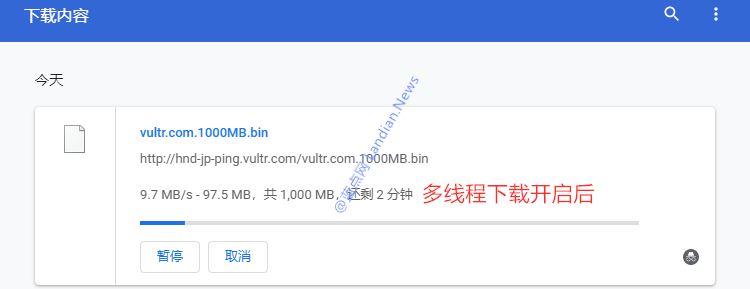 下载内容
今天
vultr.com.1000MB.bin
http://hnd-jp-ping.vultr.com/vultr.com.1000MB.bin
9.7 MB/s - 97.5 MB，共 1,000 MB，还剩 2 分钟 多线程下载开启后
@蓝点网 Landian.News
暂停 取消